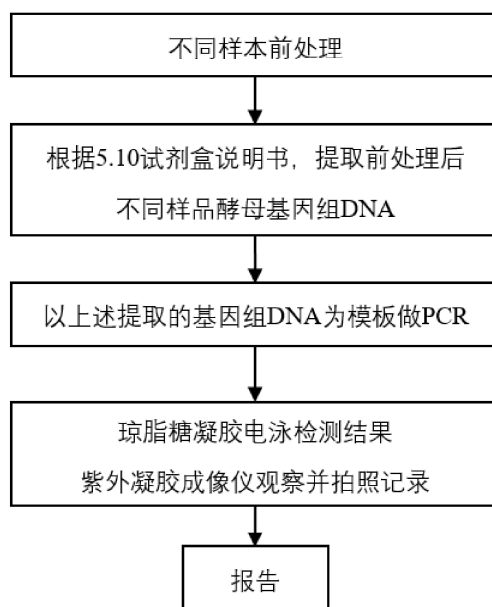 不同样本前处理
根据5.10试剂盒说明书，提取前处理后
不同样品酵母基因组DNA
以上述提取的基因组DNA为模板做PCR
琼脂糖凝胶电泳检测结果
紫外凝胶成像仪观察并拍照记录
报告